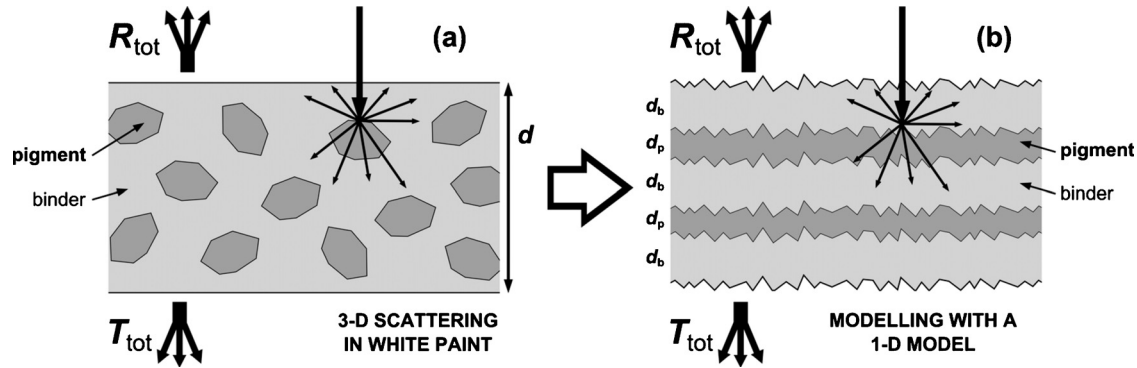 R_tot
(a)
d
pigment
binder
T_tot
3-D SCATTERING
IN WHITE PAINT
R_tot
(b)
d_b
d_p
d_b
d_p
d_b
pigment
binder
T_tot
MODELLING WITH A
1-D MODEL